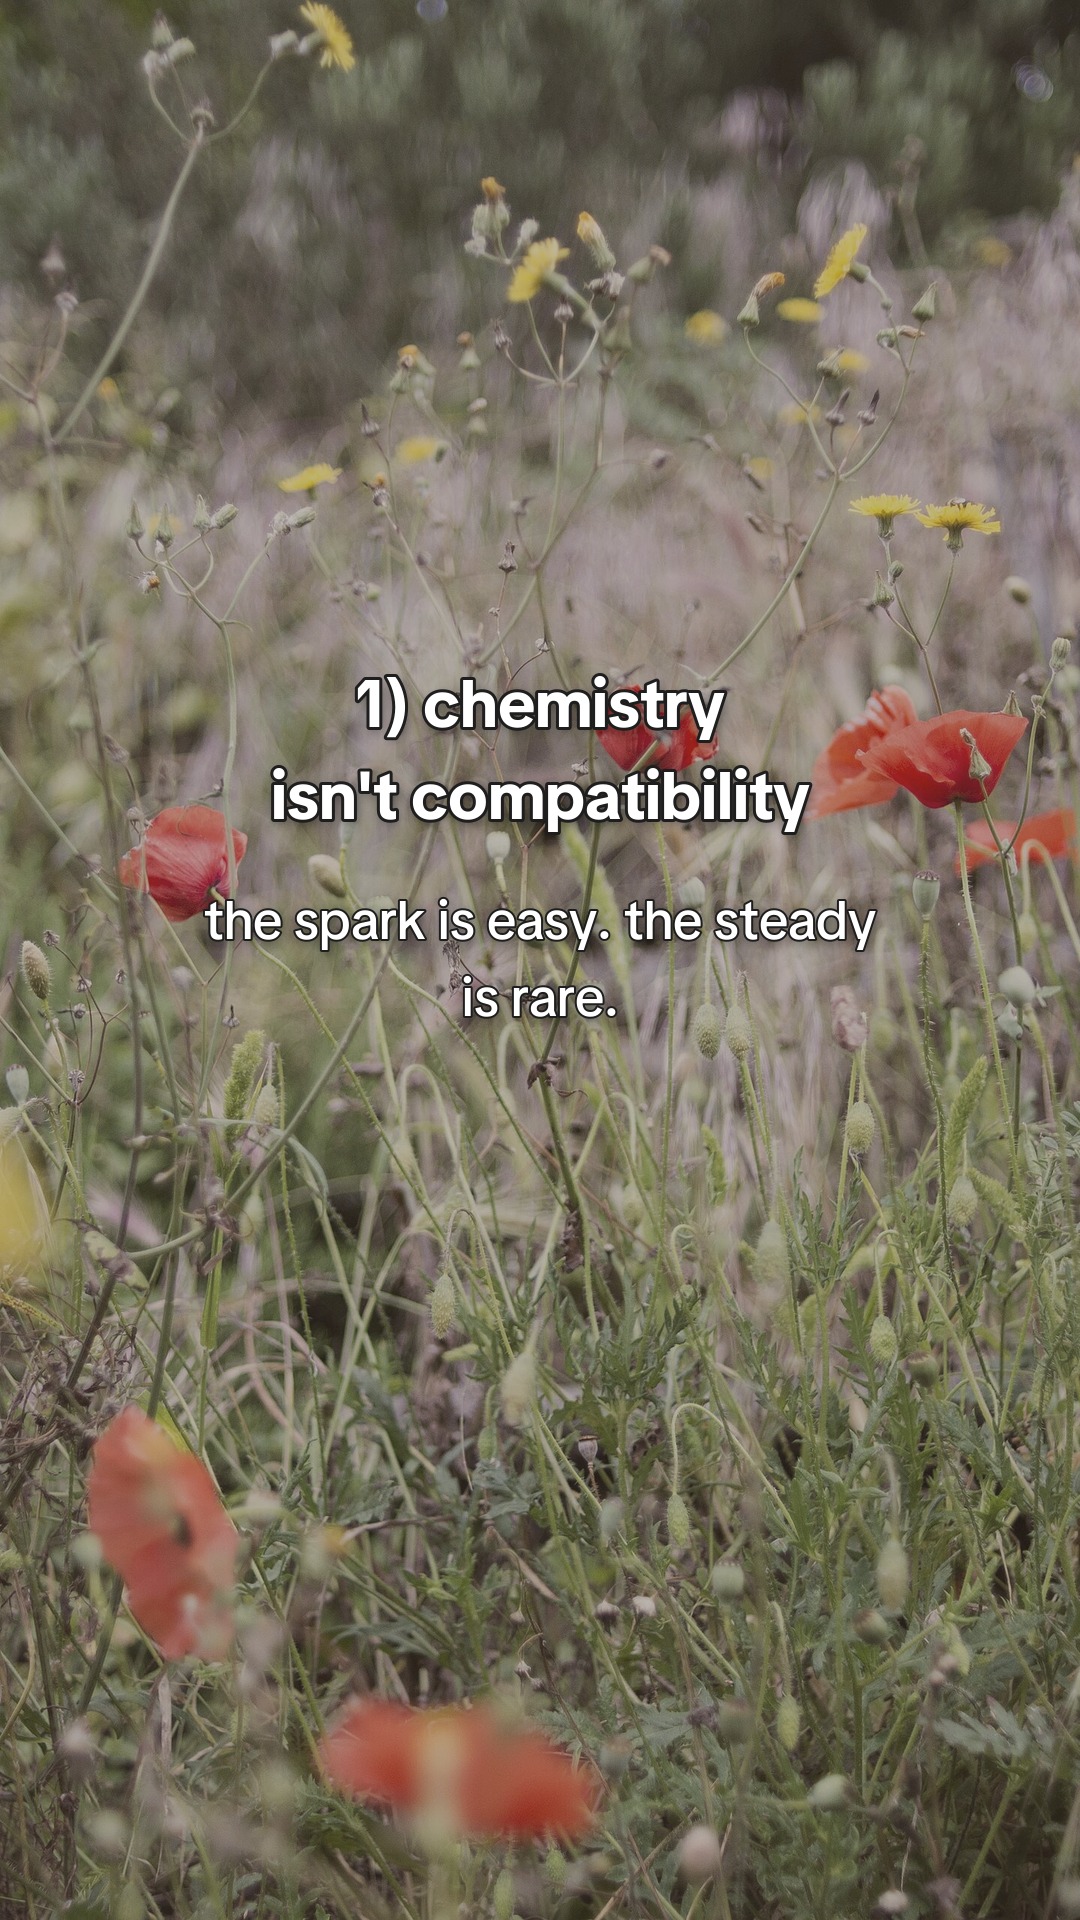 1) chemistry
isn't compatibility
the spark is easy. the steady
is rare.